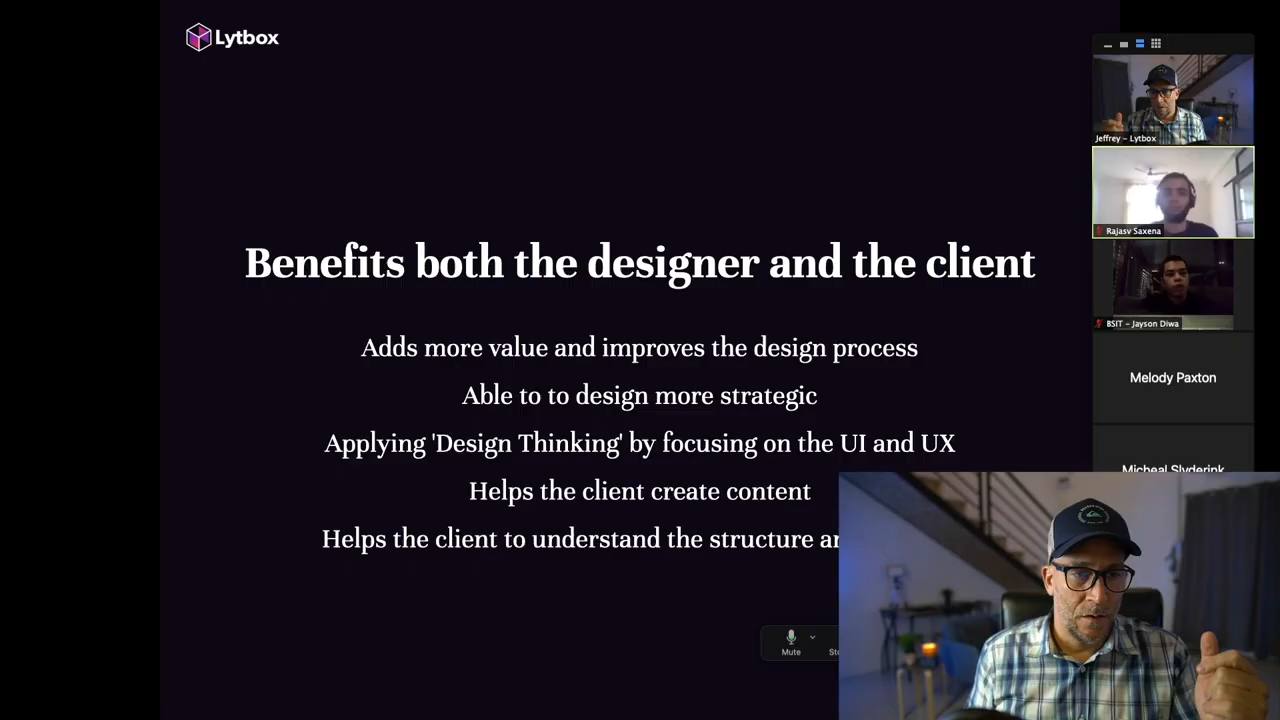 Lytbox
Benefits both the designer and the client
Adds more value and improves the design process
Able to to design more strategic
Applying 'Design Thinking' by focusing on the UI and UX
Helps the client create content
Helps the client to understand the structure
Mute
Jeffrey – Lytbox
Rajasv Saxena
BSIT – Jayson Diwa
Melody Paxton
Micheal Slyderink